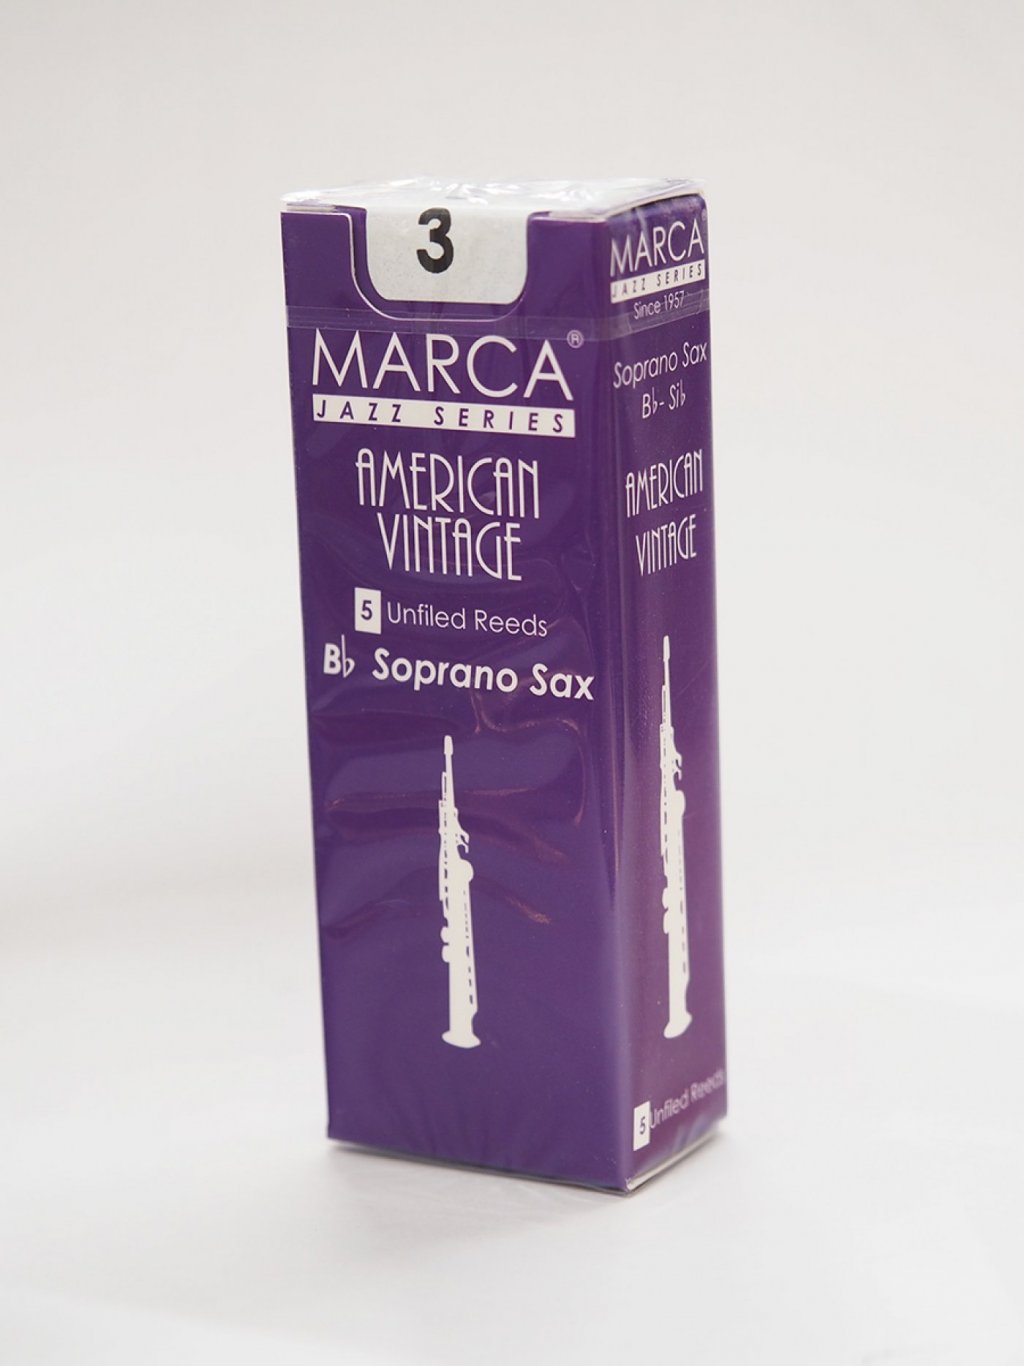 3
MARCA®
JAZZ SERIES
AMERICAN
VINTAGE
5 Unfiled Reeds
B♭ Soprano Sax
MARCA®
JAZZ SERIES
Since 1957
Soprano Sax
B♭- Si♭
AMERICAN
VINTAGE
5 Unfiled Reeds